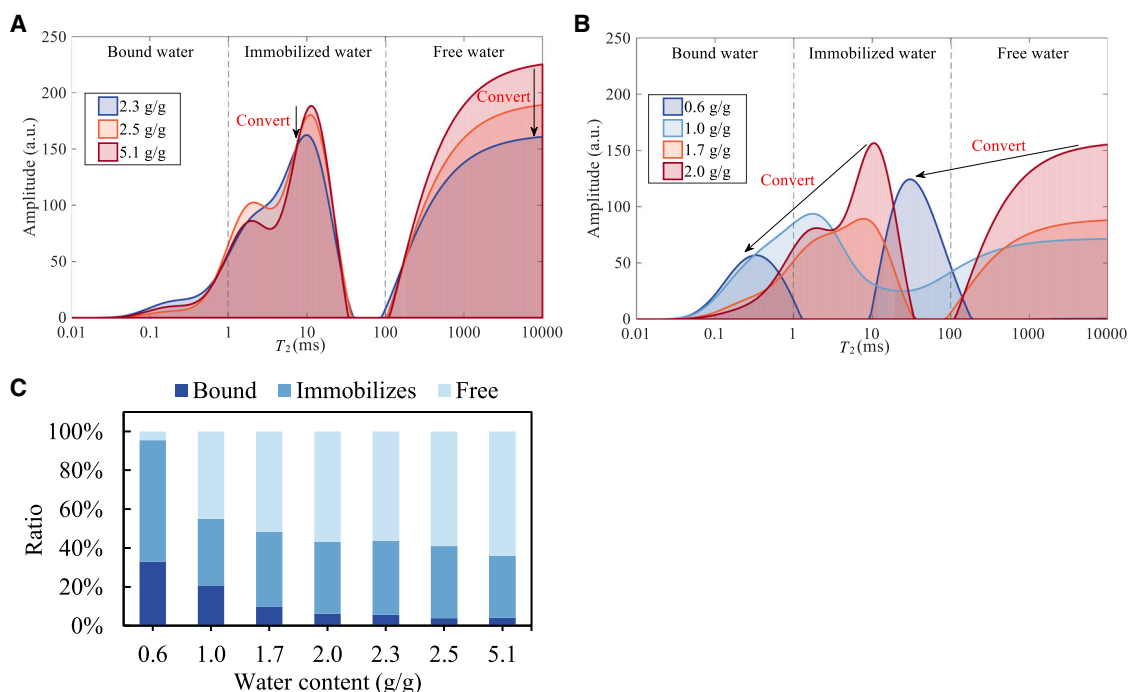 A
250
200
150
100
50
0
Amplitude (a.u.)
Bound water
Immobilized water
Free water
2.3 g/g
2.5 g/g
5.1 g/g
Convert
Convert
0.01
0.1
1
10
100
1000
10000
T2 (ms)
B
250
200
150
100
50
0
Amplitude (a.u.)
Bound water
Immobilized water
Free water
0.6 g/g
1.0 g/g
1.7 g/g
2.0 g/g
Convert
Convert
0.01
0.1
1
10
100
1000
10000
T2 (ms)
C
Bound Immobilizes Free
100%
80%
60%
40%
20%
0%
Ratio
0.6 1.0 1.7 2.0 2.3 2.5 5.1
Water content (g/g)